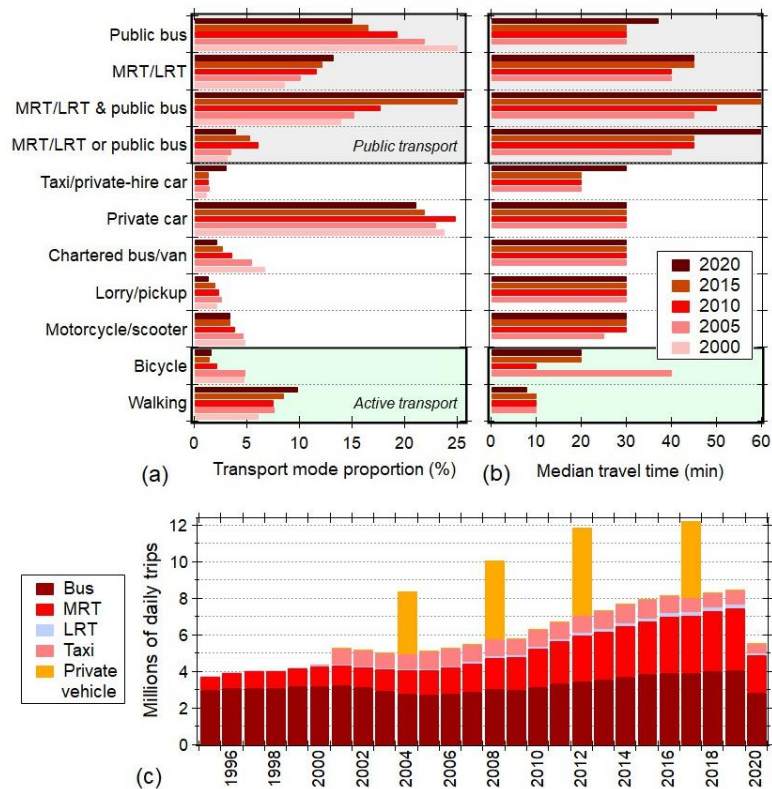 Public bus
MRT/LRT
MRT/LRT & public bus
MRT/LRT or public bus
Public transport
Taxi/private-hire car
Private car
Chartered bus/van
Lorry/pickup
Motorcycle/scooter
Bicycle
Walking
Active transport
2020
2015
2010
2005
2000
0 5 10 15 20 25
0 10 20 30 40 50 60
(a) Transport mode proportion (%)
(b) Median travel time (min)
Bus
MRT
LRT
Taxi
Private
vehicle
Millions of daily trips
12
10
8
6
4
2
0
1996 1998 2000 2002 2004 2006 2008 2010 2012 2014 2016 2018 2020
(c)